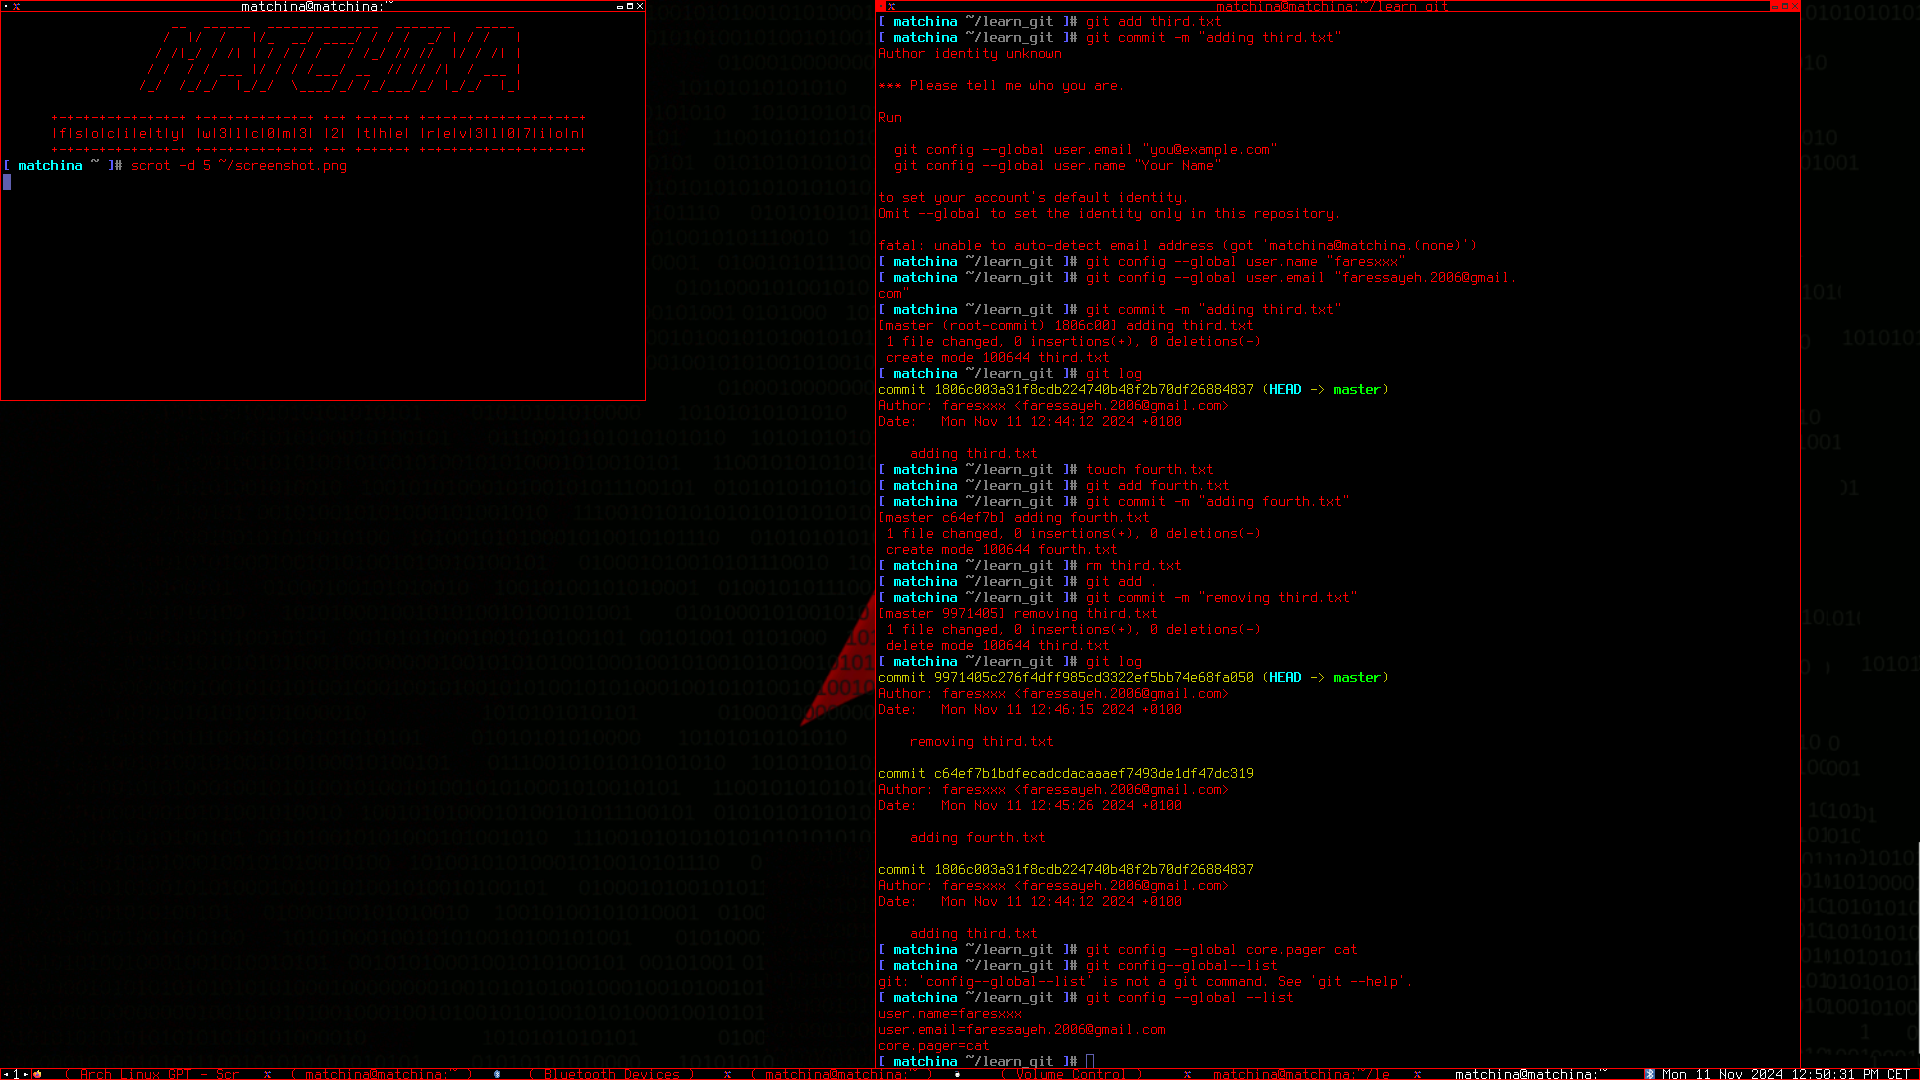 matchina@matchina:~
|f|s|o|c|i|e|t|y| |w|3|l|c|0|m|3| |2| |t|h|e| |r|e|v|3|l|0|7|i|o|n|
[ matchina ~ ]# scrot -d 5 ~/screenshot.png
matchina@matchina:~/learn_git
[ matchina ~/learn_git ]# git add third.txt
[ matchina ~/learn_git ]# git commit -m "adding third.txt"
Author identity unknown
*** Please tell me who you are.
Run
git config --global user.email "you@example.com"
git config --global user.name "Your Name"
to set your account's default identity.
Omit --global to set the identity only in this repository.
fatal: unable to auto-detect email address (got 'matchina@matchina.(none)')
[ matchina ~/learn_git ]# git config --global user.name "faresxxx"
[ matchina ~/learn_git ]# git config --global user.email "faressayeh.2006@gmail.
com"
[ matchina ~/learn_git ]# git commit -m "adding third.txt"
[master (root-commit) 1806c00] adding third.txt
1 file changed, 0 insertions(+), 0 deletions(-)
create mode 100644 third.txt
[ matchina ~/learn_git ]# git log
commit 1806c003a31f8cdb224740b48f2b70df26884837 (HEAD -> master)
Author: faresxxx <faressayeh.2006@gmail.com>
Date:   Mon Nov 11 12:44:12 2024 +0100
adding third.txt
[ matchina ~/learn_git ]# touch fourth.txt
[ matchina ~/learn_git ]# git add fourth.txt
[ matchina ~/learn_git ]# git commit -m "adding fourth.txt"
[master c64ef7b] adding fourth.txt
1 file changed, 0 insertions(+), 0 deletions(-)
create mode 100644 fourth.txt
[ matchina ~/learn_git ]# rm third.txt
[ matchina ~/learn_git ]# git add .
[ matchina ~/learn_git ]# git commit -m "removing third.txt"
[master 9971405] removing third.txt
1 file changed, 0 insertions(+), 0 deletions(-)
delete mode 100644 third.txt
[ matchina ~/learn_git ]# git log
commit 9971405c276f4dff985cd3322ef5bb74e68fa050 (HEAD -> master)
Author: faresxxx <faressayeh.2006@gmail.com>
Date:   Mon Nov 11 12:46:15 2024 +0100
removing third.txt
commit c64ef7b1bdfecadcdacaaaef7493de1df47dc319
Author: faresxxx <faressayeh.2006@gmail.com>
Date:   Mon Nov 11 12:45:26 2024 +0100
adding fourth.txt
commit 1806c003a31f8cdb224740b48f2b70df26884837
Author: faresxxx <faressayeh.2006@gmail.com>
Date:   Mon Nov 11 12:44:12 2024 +0100
adding third.txt
[ matchina ~/learn_git ]# git config --global core.pager cat
[ matchina ~/learn_git ]# git config--global--list
git: 'config--global--list' is not a git command. See 'git --help'.
[ matchina ~/learn_git ]# git config --global --list
user.name=faresxxx
user.email=faressayeh.2006@gmail.com
core.pager=cat
[ matchina ~/learn_git ]#
1 ( Arch Linux GPT - Scr ( matchina@matchina:~ ) ( Bluetooth Devices ) ( matchina@matchina:~ ) ( Volume Control ) matchina@matchina:~/le matchina@matchina:~ Mon 11 Nov 2024 12:50:31 PM CET